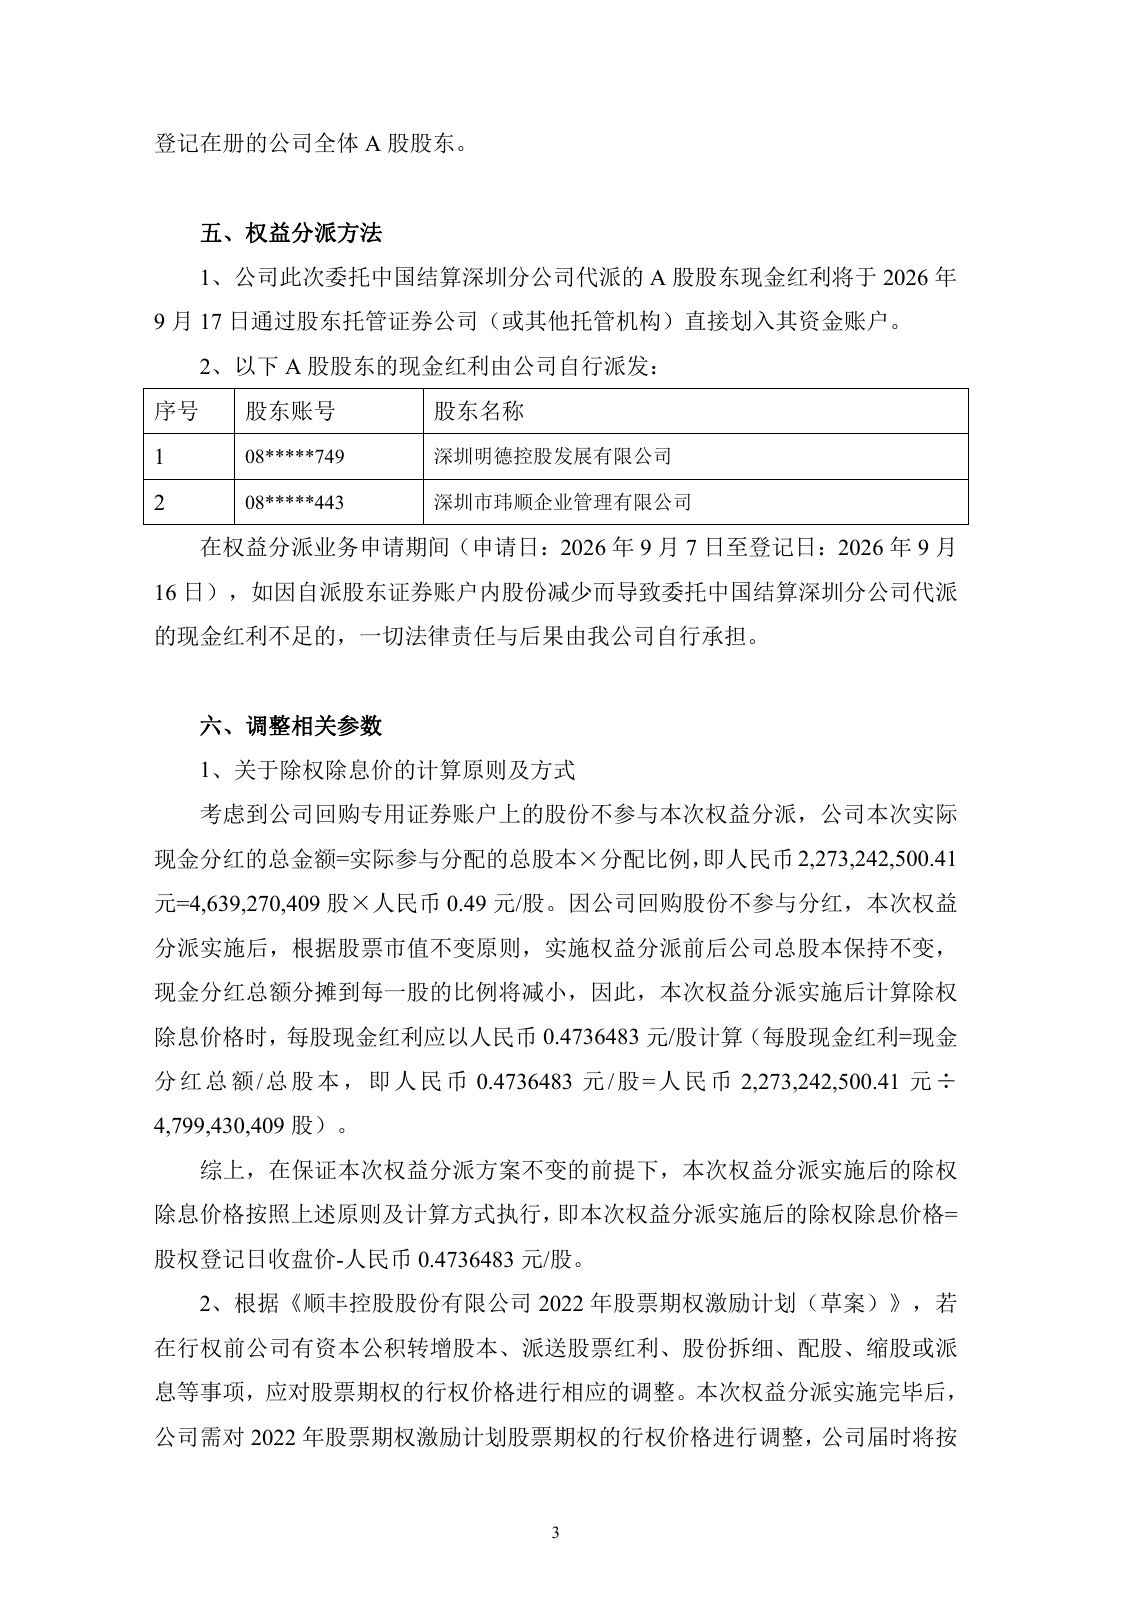 登记在册的公司全体 A 股股东。
五、权益分派方法
1、公司此次委托中国结算深圳分公司代派的 A 股股东现金红利将于 2026 年
9 月 17 日通过股东托管证券公司（或其他托管机构）直接划入其资金账户。
2、以下 A 股股东的现金红利由公司自行派发：
序号 股东账号 股东名称
1 08*****749 深圳明德控股发展有限公司
2 08*****443 深圳市玮顺企业管理有限公司
在权益分派业务申请期间（申请日：2026 年 9 月 7 日至登记日：2026 年 9 月
16 日），如因自派股东证券账户内股份减少而导致委托中国结算深圳分公司代派
的现金红利不足的，一切法律责任与后果由我公司自行承担。
六、调整相关参数
1、关于除权除息价的计算原则及方式
考虑到公司回购专用证券账户上的股份不参与本次权益分派，公司本次实际
现金分红的总金额=实际参与分配的总股本×分配比例，即人民币 2,273,242,500.41
元=4,639,270,409 股×人民币 0.49 元/股。因公司回购股份不参与分红，本次权益
分派实施后，根据股票市值不变原则，实施权益分派前后公司总股本保持不变，
现金分红总额分摊到每一股的比例将减小，因此，本次权益分派实施后计算除权
除息价格时，每股现金红利应以人民币 0.4736483 元/股计算（每股现金红利=现金
分红总额/总股本，即人民币 0.4736483 元/股=人民币 2,273,242,500.41 元÷
4,799,430,409 股）。
综上，在保证本次权益分派方案不变的前提下，本次权益分派实施后的除权
除息价格按照上述原则及计算方式执行，即本次权益分派实施后的除权除息价格=
股权登记日收盘价-人民币 0.4736483 元/股。
2、根据《顺丰控股股份有限公司 2022 年股票期权激励计划（草案）》，若
在行权前公司有资本公积转增股本、派送股票红利、股份拆细、配股、缩股或派
息等事项，应对股票期权的行权价格进行相应的调整。本次权益分派实施完毕后，
公司需对 2022 年股票期权激励计划股票期权的行权价格进行调整，公司届时将按
3